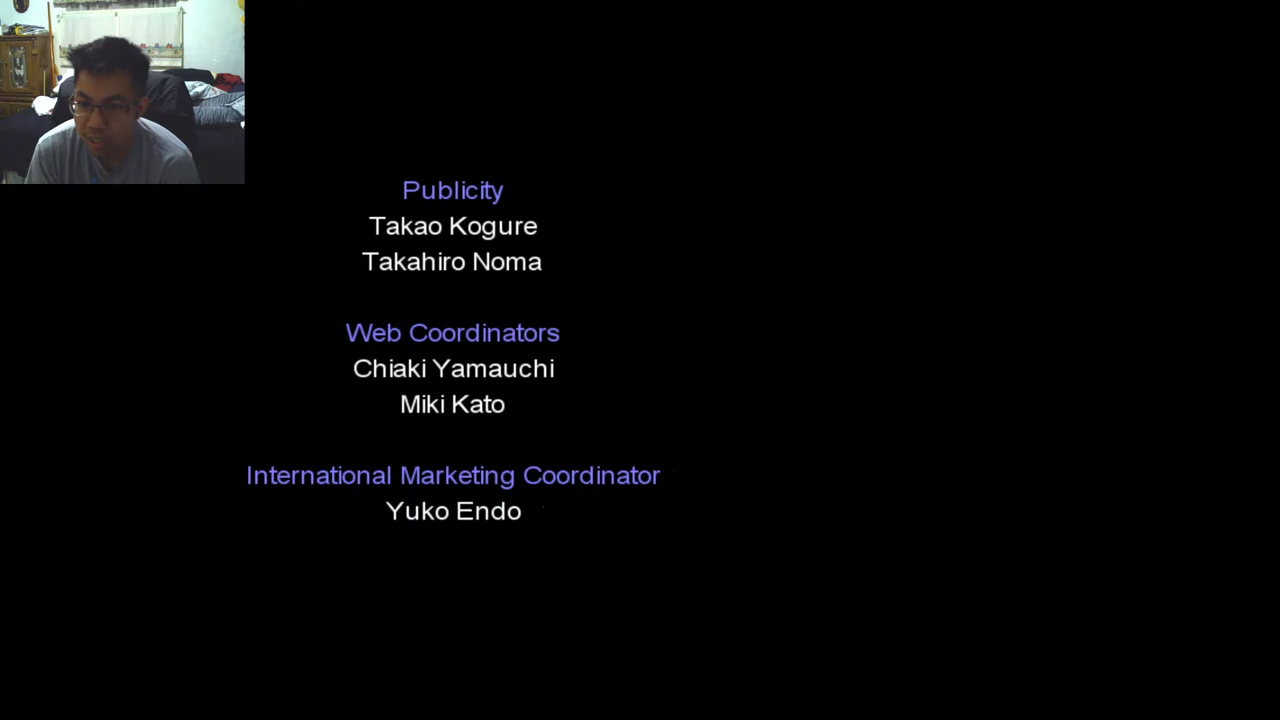 Publicity
Takao Kogure
Takahiro Noma
Web Coordinators
Chiaki Yamauchi
Miki Kato
International Marketing Coordinator
Yuko Endo